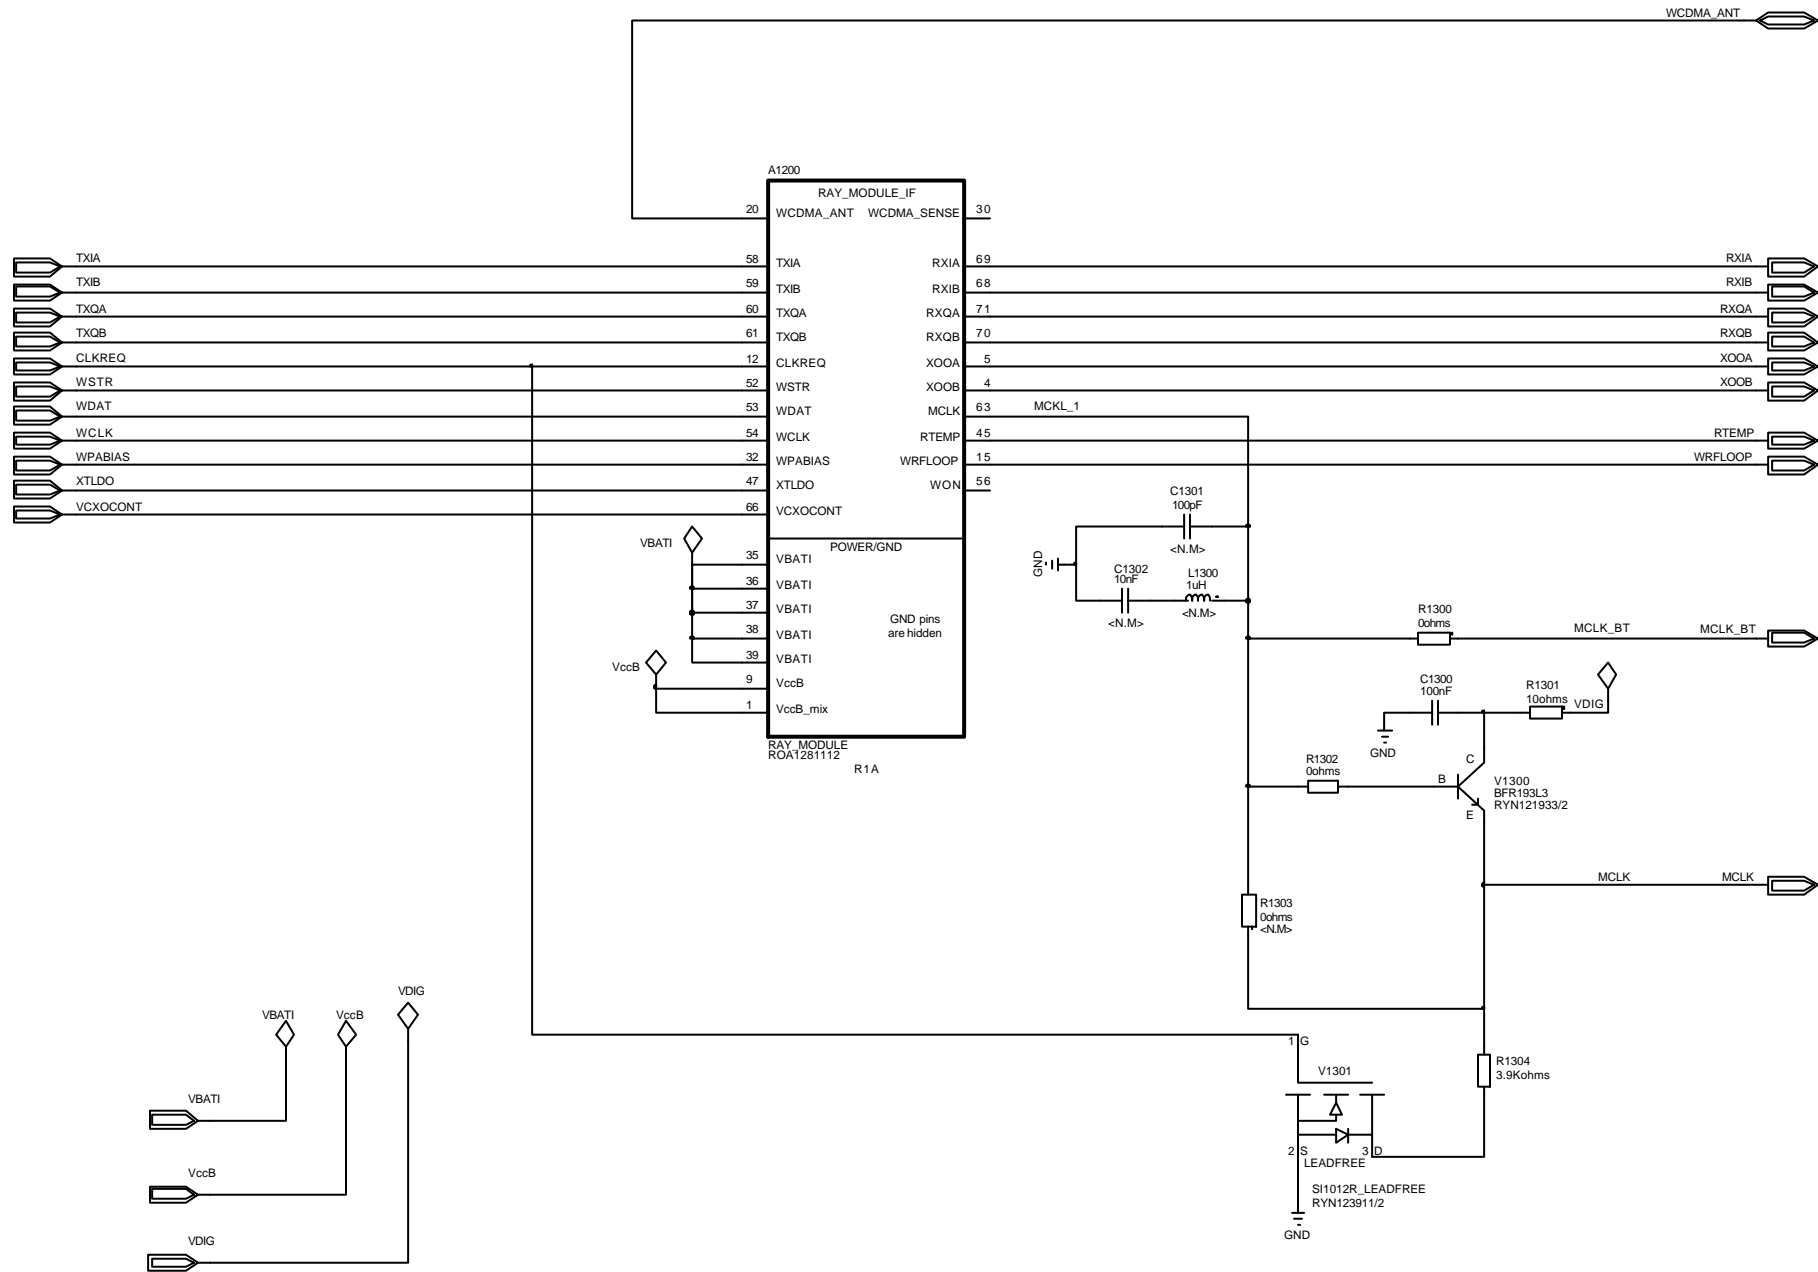 WCDMA_ANT
A1200
RAY_MODULE_IF
20 WCDMA_ANT WCDMA_SENSE 30
TXIA 58 TXIA RXIA 69 RXIA
TXIB 59 TXIB RXIB 68 RXIB
TXQA 60 TXQA RXQA 71 RXQA
TXQB 61 TXQB RXQB 70 RXQB
CLKREQ 12 CLKREQ XOOA 5 XOOA
WSTR 52 WSTR XOOB 4 XOOB
WDAT 53 WDAT MCLK 63 MCKL_1
WCLK 54 WCLK RTEMP 45 RTEMP
WPABIAS 32 WPABIAS WRFLOOP 15 WRFLOOP
XTLDO 47 XTLDO WON 56
VCXOCONT 66 VCXOCONT
C1301
100pF
<N.M>
VBATI
POWER/GND
35 VBATI
36 VBATI
37 VBATI
38 VBATI
39 VBATI
GND pins
are hidden
VccB
9 VccB
1 VccB_mix
RAY_MODULE
ROA1281112
R1A
GND
C1302
10nF
<N.M>
L1300
1uH
<N.M>
R1300
0ohms
MCLK_BT MCLK_BT
C1300
100nF
R1301
10ohms
VDIG
GND
R1302
0ohms
C
B
E
V1300
BFR193L3
RYN121933/2
MCLK MCLK
R1303
0ohms
<N.M>
VDIG
VBATI VccB
1 G
V1301
R1304
3.9Kohms
VBATI
2 S 3 D
LEADFREE
VccB
SI1012R_LEADFREE
RYN123911/2
GND
VDIG